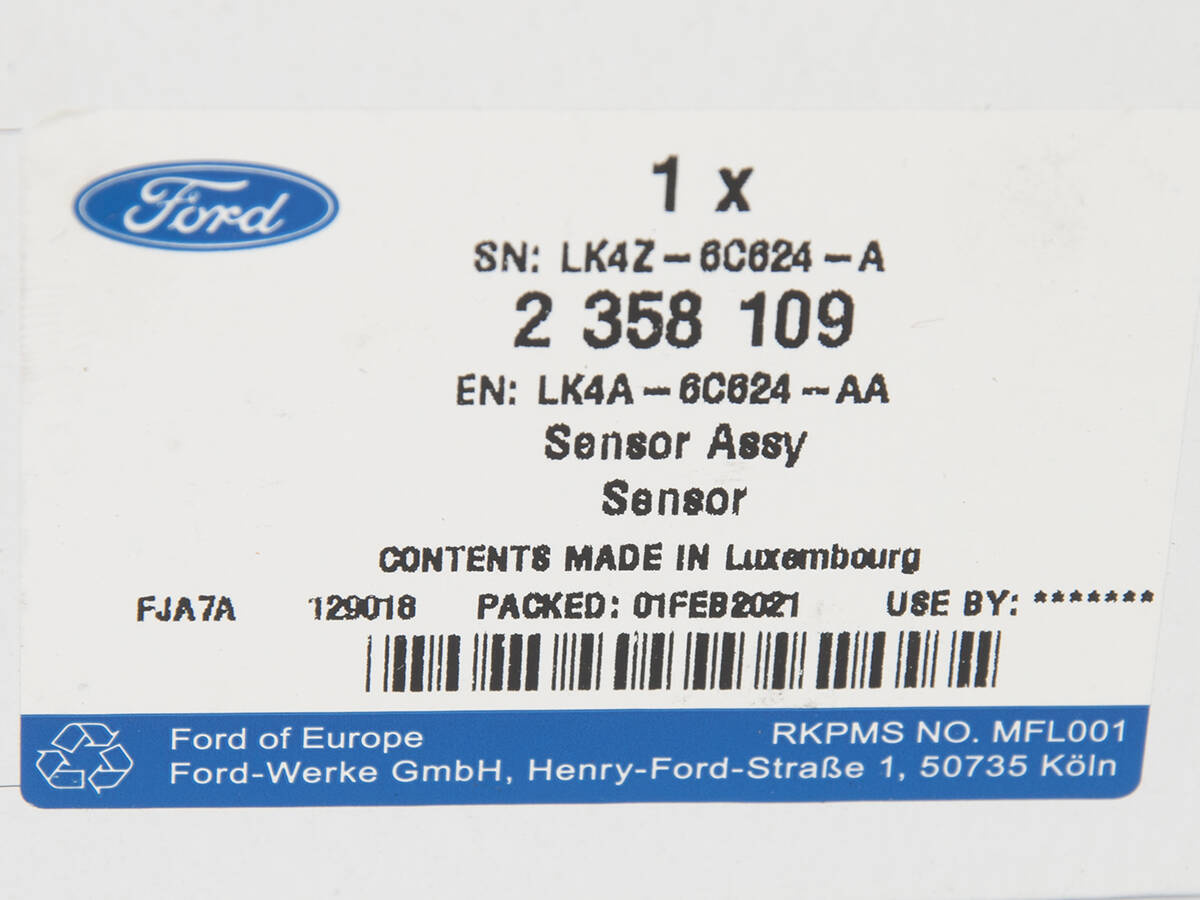 Ford
1 x
SN: LK4Z-6C624-A
2 358 109
EN: LK4A-6C624-AA
Sensor Assy
Sensor
CONTENTS MADE IN Luxembourg
FJA7A 129018 PACKED: 01FEB2021 USE BY: *******
Ford of Europe RKPMS NO. MFL001
Ford-Werke GmbH, Henry-Ford-Straße 1, 50735 Köln